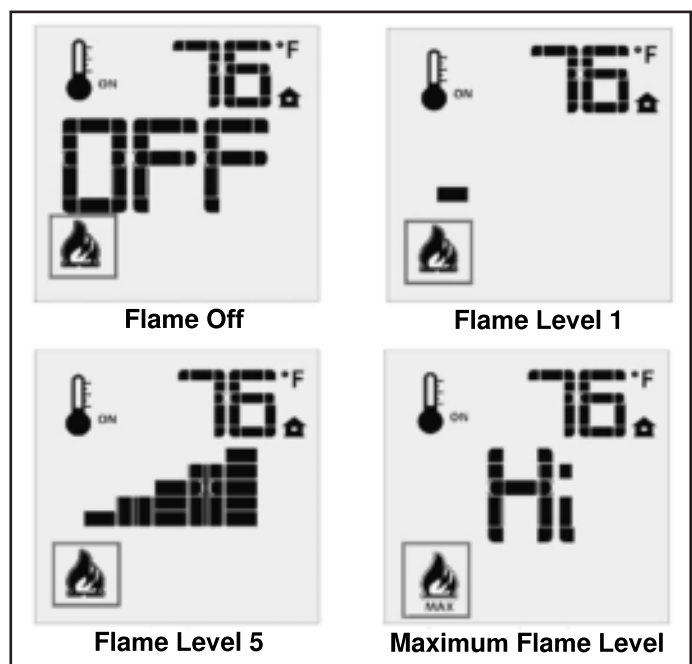 76 °F
ON
OFF
Flame Off
76 °F
ON
Flame Level 1
76 °F
ON
Flame Level 5
76 °F
ON
Hi
MAX
Maximum Flame Level